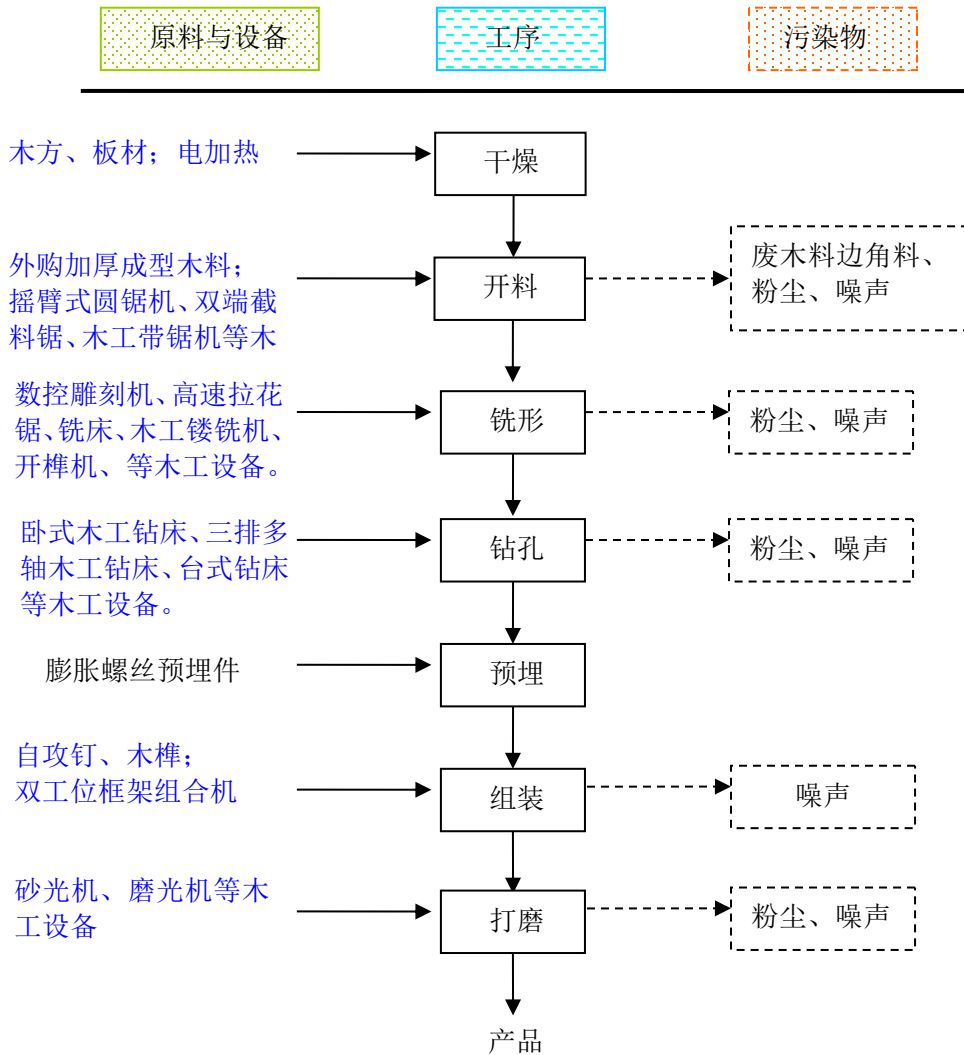 原料与设备
工序
污染物
木方、板材；电加热
干燥
外购加厚成型木料；
摇臂式圆锯机、双端截
料锯、木工带锯机等木
开料
废木料边角料、
粉尘、噪声
数控雕刻机、高速拉花
锯、铣床、木工镂铣机、
开榫机、等木工设备。
铣形
粉尘、噪声
卧式木工钻床、三排多
轴木工钻床、台式钻床
等木工设备。
钻孔
粉尘、噪声
膨胀螺丝预埋件
预埋
自攻钉、木榫；
双工位框架组合机
组装
噪声
砂光机、磨光机等木
工设备
打磨
粉尘、噪声
产品